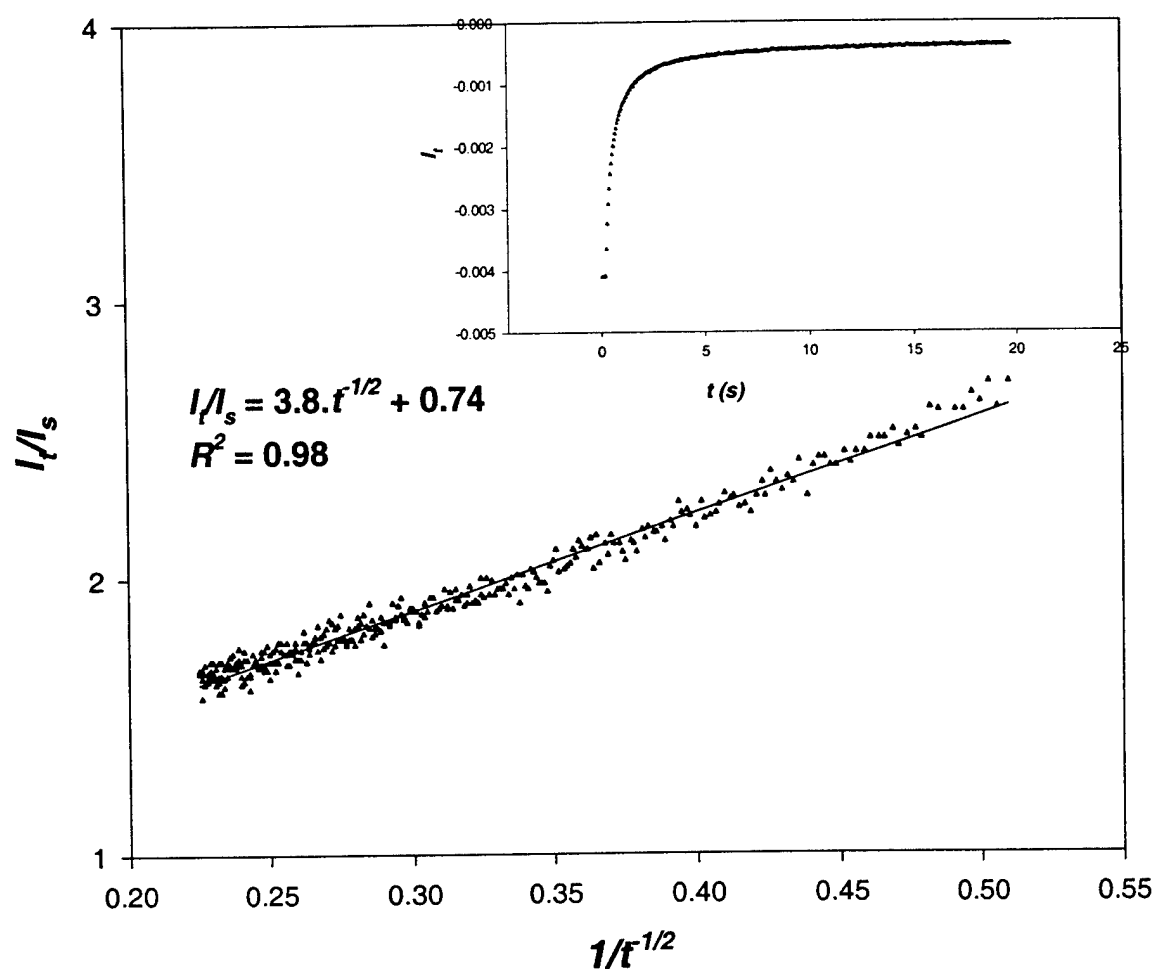 4
3
2
1
I_t/I_s
0.20 0.25 0.30 0.35 0.40 0.45 0.50 0.55
1/t^-1/2
I_t/I_s = 3.8.t^-1/2 + 0.74
R^2 = 0.98
0.000
-0.001
-0.002
-0.003
-0.004
-0.005
I_t
0 5 10 15 20 25
t (s)